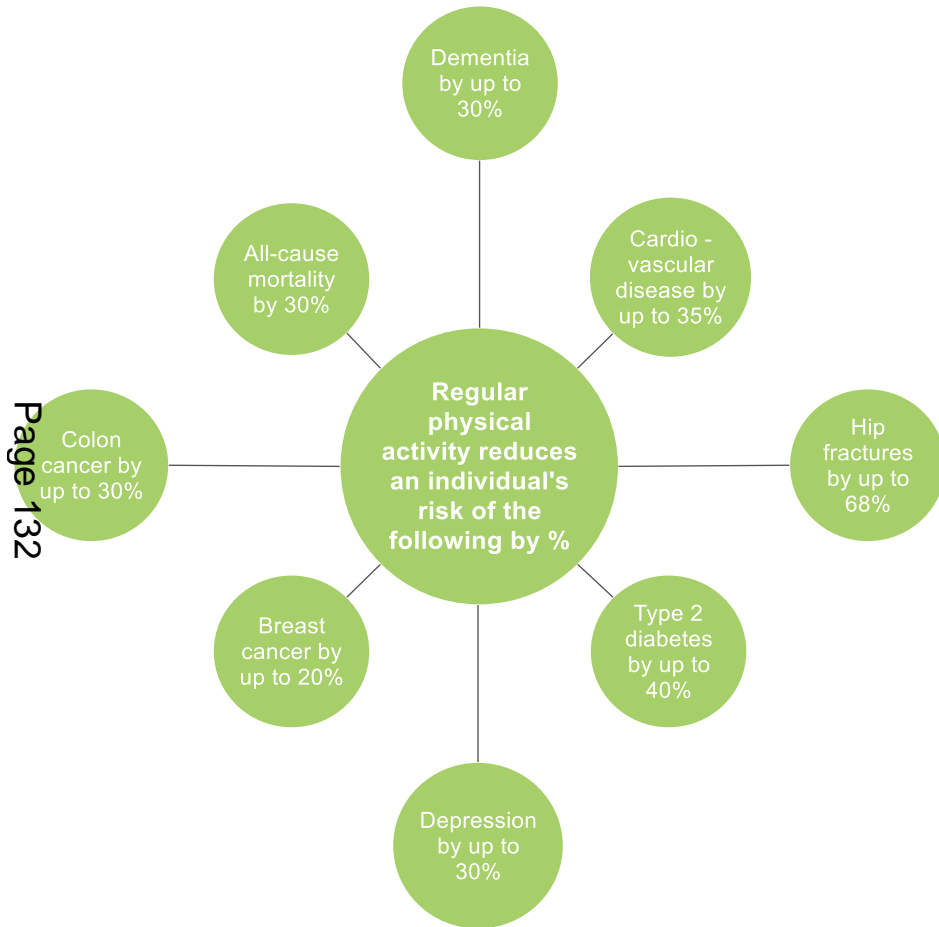 Dementia
by up to
30%
All-cause
mortality
by 30%
Cardio -
vascular
disease by
up to 35%
Regular
physical
activity reduces
an individual's
risk of the
following by %
Page 132
Colon
cancer by
up to 30%
Hip
fractures
by up to
68%
Breast
cancer by
up to 20%
Type 2
diabetes
by up to
40%
Depression
by up to
30%